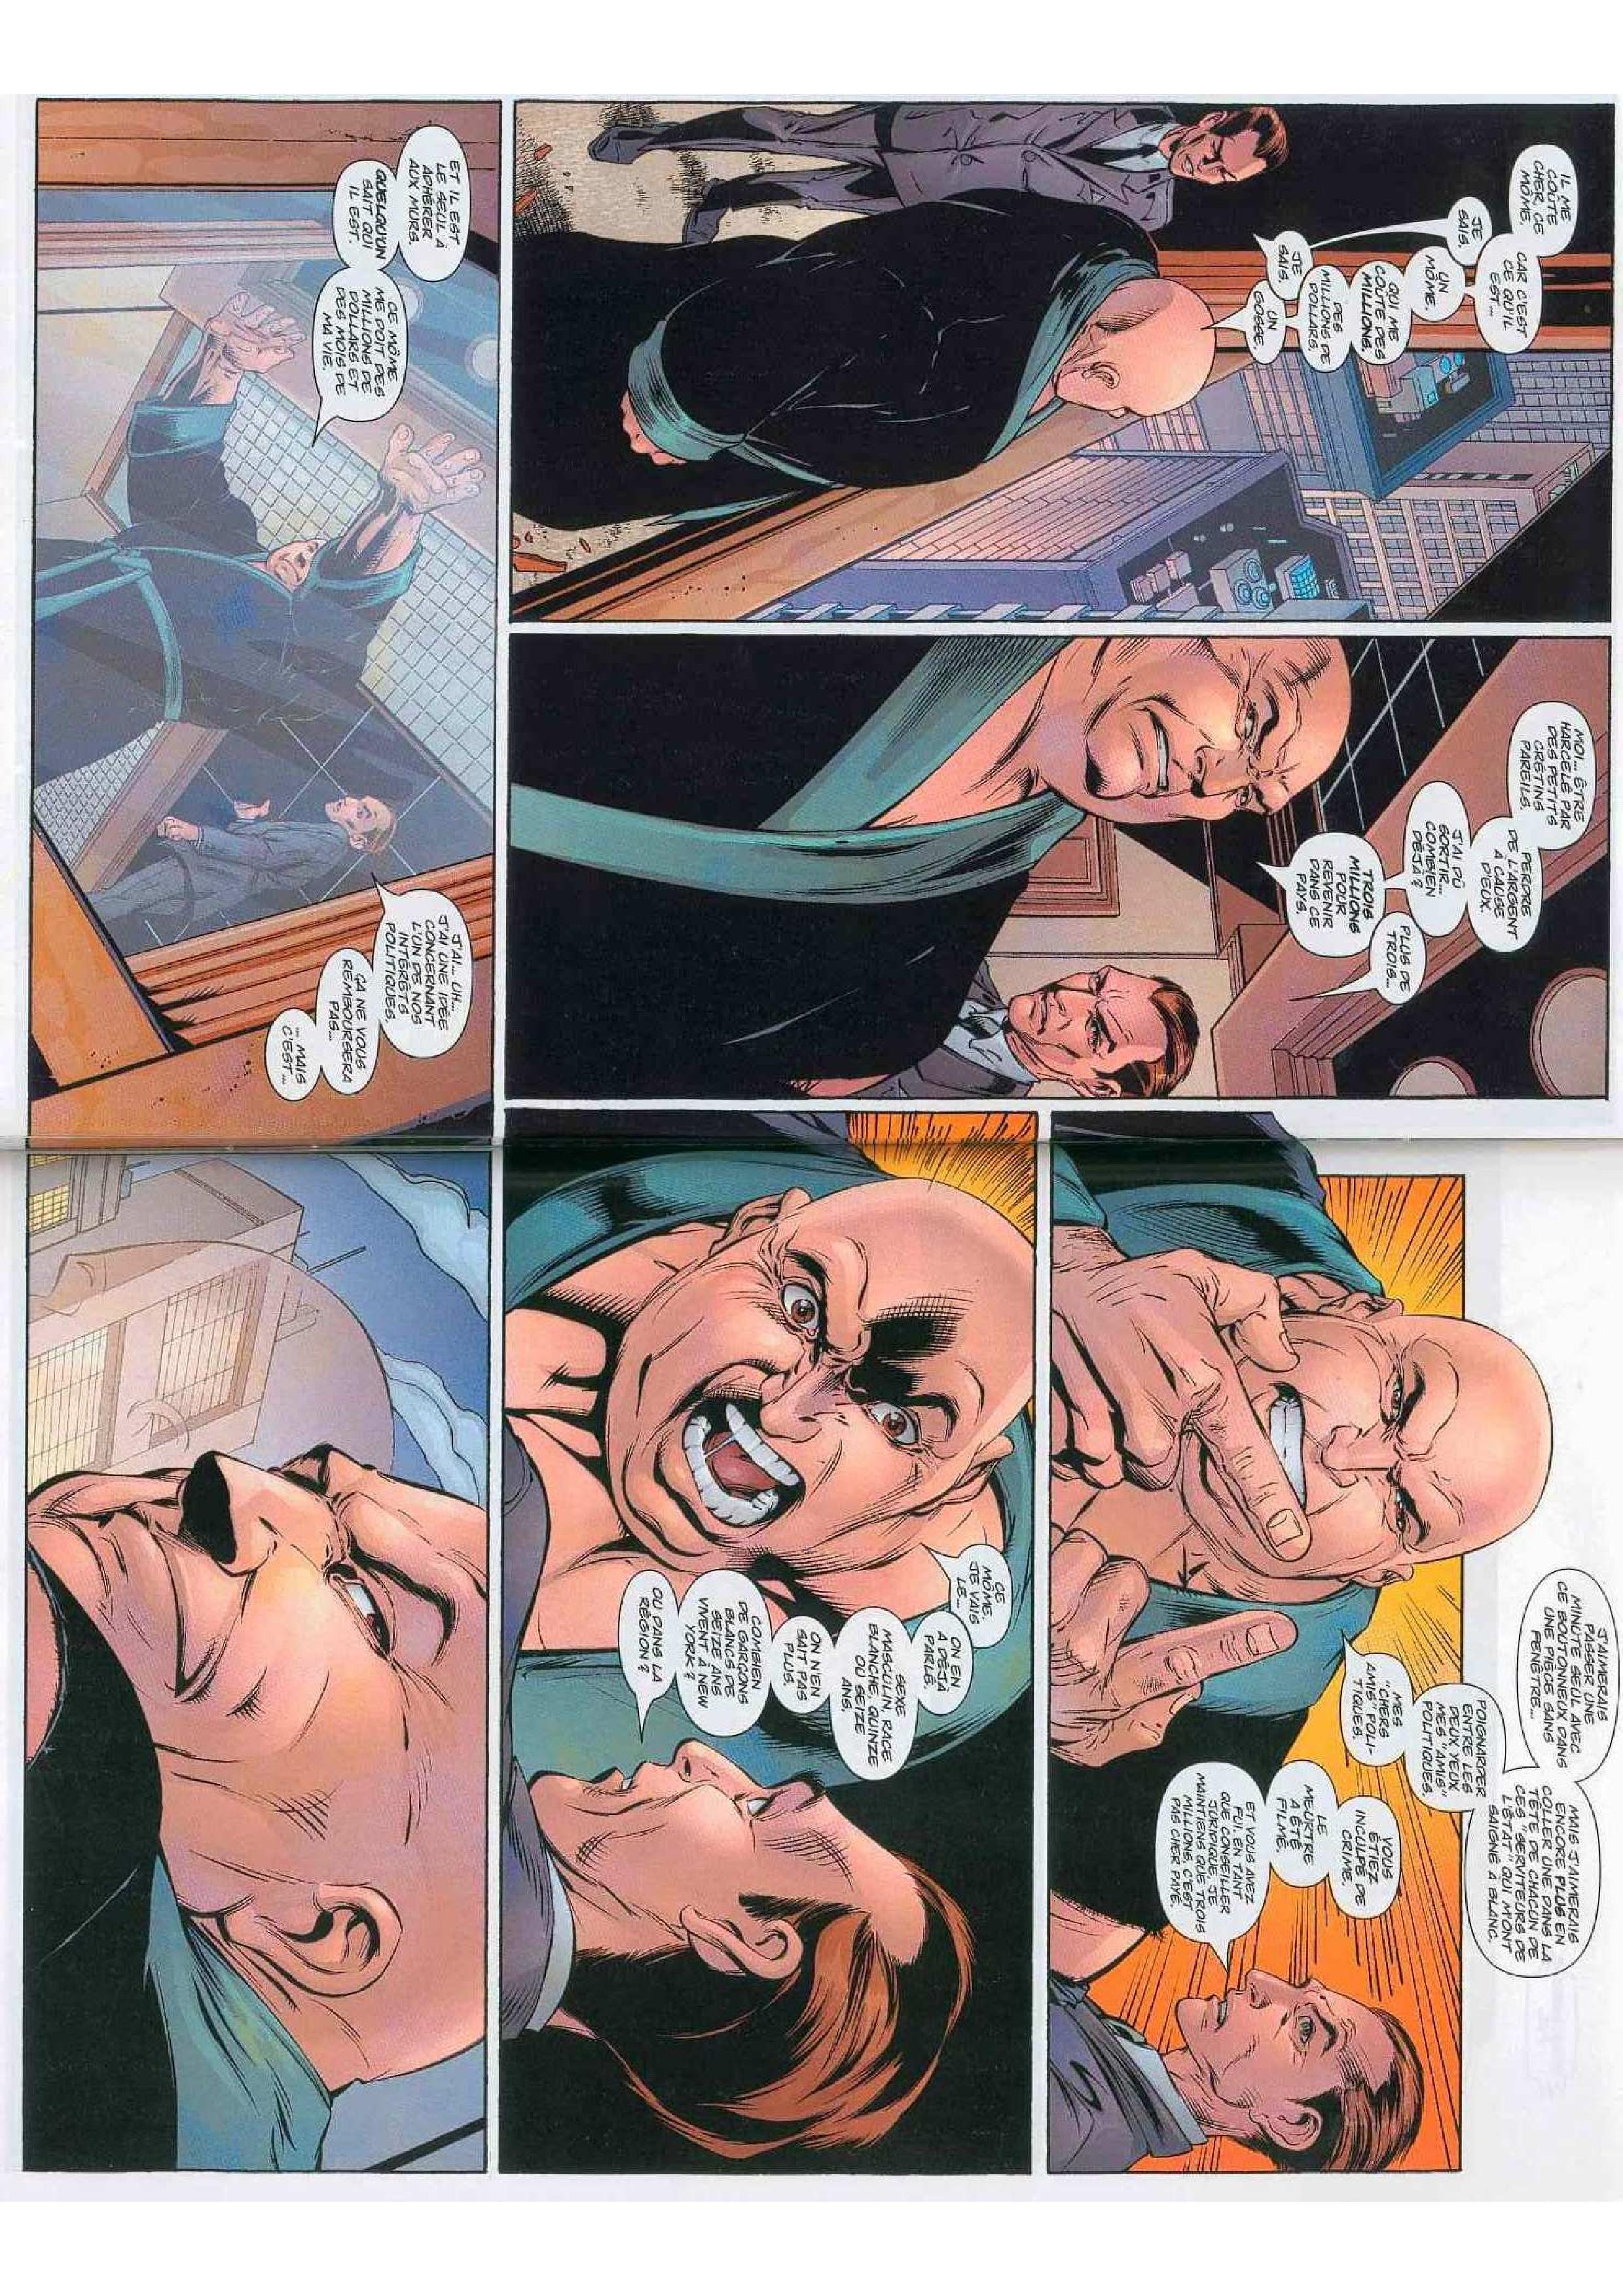 IL ME
COÛTE
CHER, CE
MÔME.
CAR C'EST
CE QU'IL
EST...
JE
SAIS.
UN
MÔME.
QUI ME
COÛTE DES
MILLIONS.
DES
MILLIONS DE
DOLLARS.
JE
SAIS.
UN
GOSSE.
MOI... ÊTRE
HARCELÉ PAR
DES PETITS
CRÉTINS
PAREILS.
PERDRE
DE L'ARGENT
À CAUSE
D'EUX.
J'AI DÛ
SORTIR...
COMBIEN
DÉJÀ ?
PLUS DE
TROIS...
TROIS
MILLIONS
POUR
REVENIR
DANS CE
PAYS.
J'AIMERAIS
PASSER UNE
MINUTE SEUL AVEC
CE BOUTONNEUX DANS
UNE PIÈCE SANS
FENÊTRE...
MAIS J'AIMERAIS
ENCORE PLUS EN
COLLER UNE DANS LA
TÊTE DE CHACUN DE
CES "SERVITEURS DE
L'ÉTAT" QUI M'ONT
SAIGNÉ À BLANC.
POIGNARDER
ENTRE LES
DEUX YEUX
MES "AMIS"
POLITIQUES.
MES
"CHERS
AMIS" POLI-
TIQUES.
VOUS
ÉTIEZ
INCULPÉ DE
CRIME.
LE
MEURTRE
A ÉTÉ
FILMÉ.
ET VOUS AVEZ
FUI. EN TANT
QUE CONSEILLER
JURIDIQUE, JE
MAINTIENS QUE TROIS
MILLIONS, C'EST
PAS CHER PAYÉ.
CE
MÔME,
JE VAIS
LE...
ON EN
A DÉJÀ
PARLÉ.
SEXE
MASCULIN, RACE
BLANCHE, QUINZE
OU SEIZE
ANS.
ON N'EN
SAIT PAS
PLUS.
COMBIEN
DE GARÇONS
BLANCS DE
SEIZE ANS
VIVENT À NEW
YORK ?
OU DANS LA
RÉGION ?
ET IL EST
LE SEUL À
ADHÉRER
AUX MURS.
QUELQU'UN
SAIT QUI
IL EST.
CE MÔME
ME DOIT DES
MILLIONS DE
DOLLARS ET
DES MOIS DE
MA VIE.
J'AI... UH...
J'AI UNE IDÉE
CONCERNANT
L'UN DE NOS
INTÉRÊTS
POLITIQUES.
ÇA NE VOUS
REMBOURSERA
PAS...
... MAIS
C'EST...